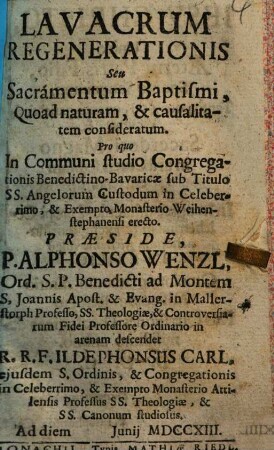 LAVACRUM
REGENERATIONIS
Seu
Sacramentum Baptismi,
Quoad naturam, & causalita-
tem consideratum.
Pro quo
In Communi studio Congrega-
tionis Benedictino-Bavaricæ sub Titulo
SS. Angelorum Custodum in Celeber-
rimo, & Exempto Monasterio Weihen-
stephanensi erecto.
PRÆSIDE,
P. ALPHONSO WENZL,
Ord. S. P. Benedicti ad Montem
S. Joannis Apost. & Evang. in Maller-
storph Professo, SS. Theologiæ, & Controversia-
rum Fidei Professore Ordinario in
arenam descendet
R. R. F. ILDEPHONSUS CARL,
ejusdem S. Ordinis, & Congregationis
in Celeberrimo, & Exempto Monasterio Atti-
lensis Professus SS. Theologiæ, &
SS. Canonum studiosus.
Ad diem Junij MDCCXIII.
MONACHII, Typis MATHIÆ RIEDL